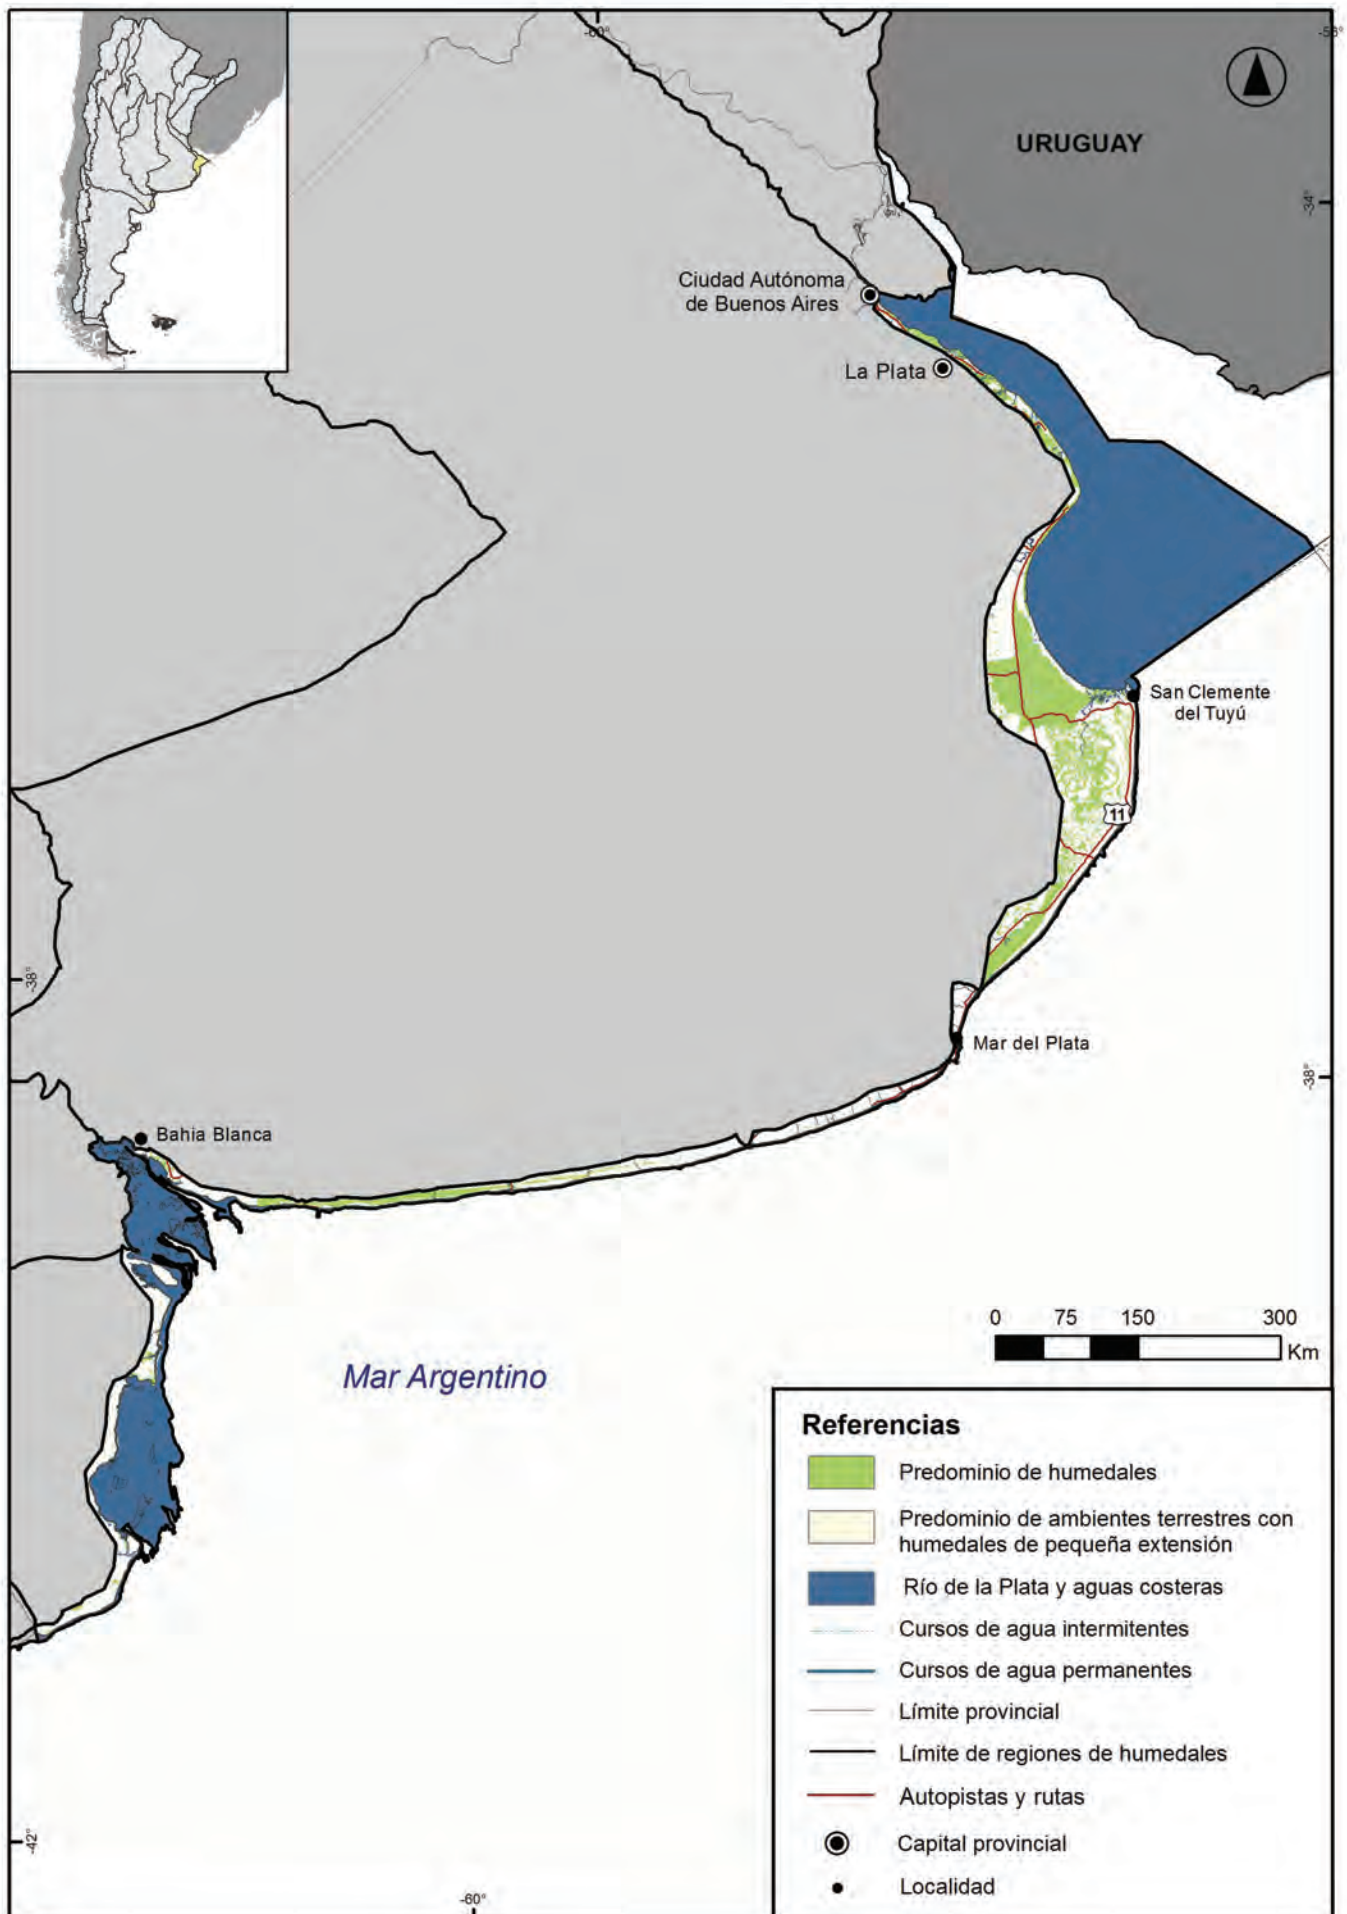 -60°
-58°
URUGUAY
-34°
Ciudad Autónoma
de Buenos Aires
La Plata
San Clemente
del Tuyú
11
-38°
Mar del Plata
-38°
Bahia Blanca
0 75 150 300
Km
Mar Argentino
Referencias
Predominio de humedales
Predominio de ambientes terrestres con
humedales de pequeña extensión
Río de la Plata y aguas costeras
Cursos de agua intermitentes
Cursos de agua permanentes
Límite provincial
Límite de regiones de humedales
Autopistas y rutas
Capital provincial
Localidad
-42°
-60°